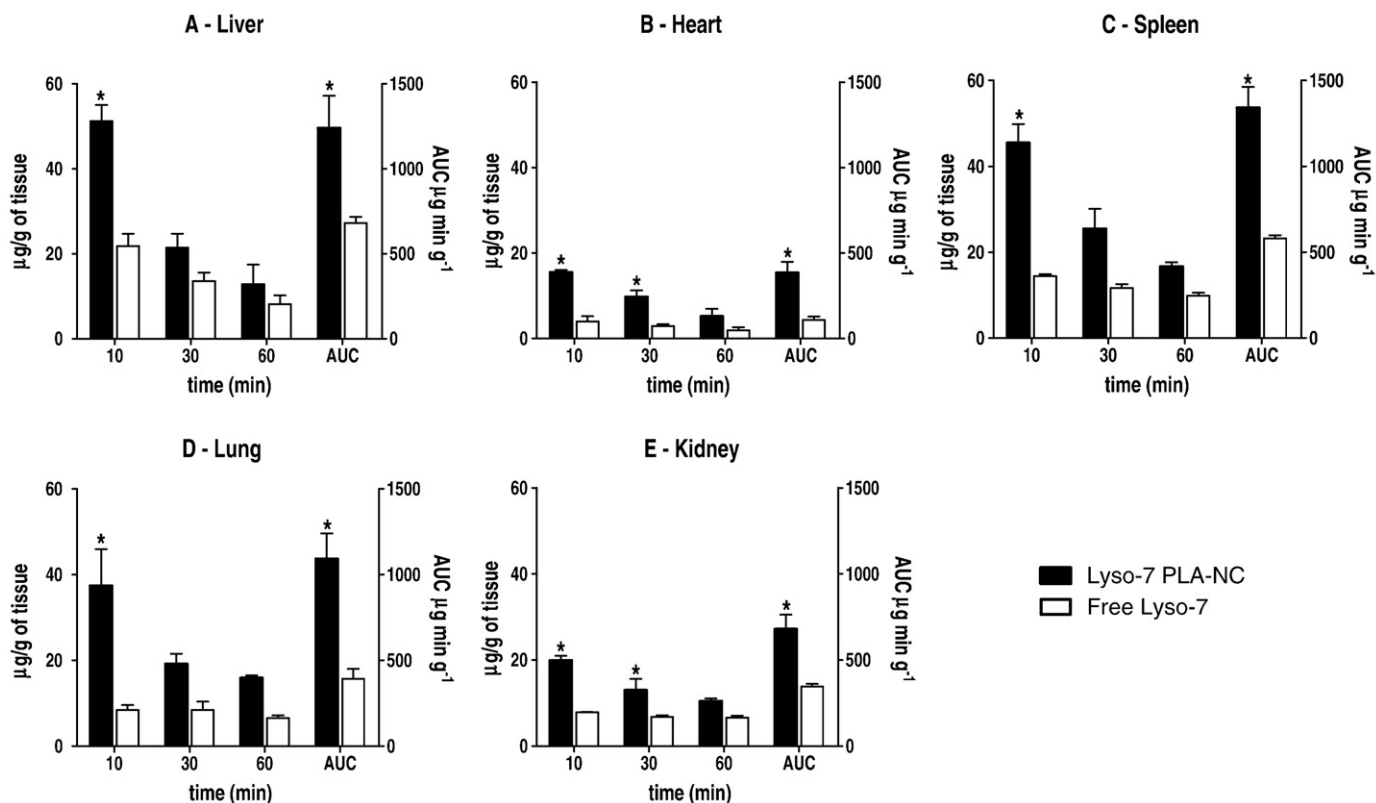 A - Liver
60
40
20
0
µg/g of tissue
*
*
1500
1000
500
0
AUC µg min g⁻¹
10 30 60 AUC
time (min)
B - Heart
60
40
20
0
µg/g of tissue
*
*
*
1500
1000
500
0
AUC µg min g⁻¹
10 30 60 AUC
time (min)
C - Spleen
60
40
20
0
µg/g of tissue
*
*
1500
1000
500
0
AUC µg min g⁻¹
10 30 60 AUC
time (min)
D - Lung
60
40
20
0
µg/g of tissue
*
*
1500
1000
500
0
AUC µg min g⁻¹
10 30 60 AUC
time (min)
E - Kidney
60
40
20
0
µg/g of tissue
*
*
*
1500
1000
500
0
AUC µg min g⁻¹
10 30 60 AUC
time (min)
Lyso-7 PLA-NC
Free Lyso-7